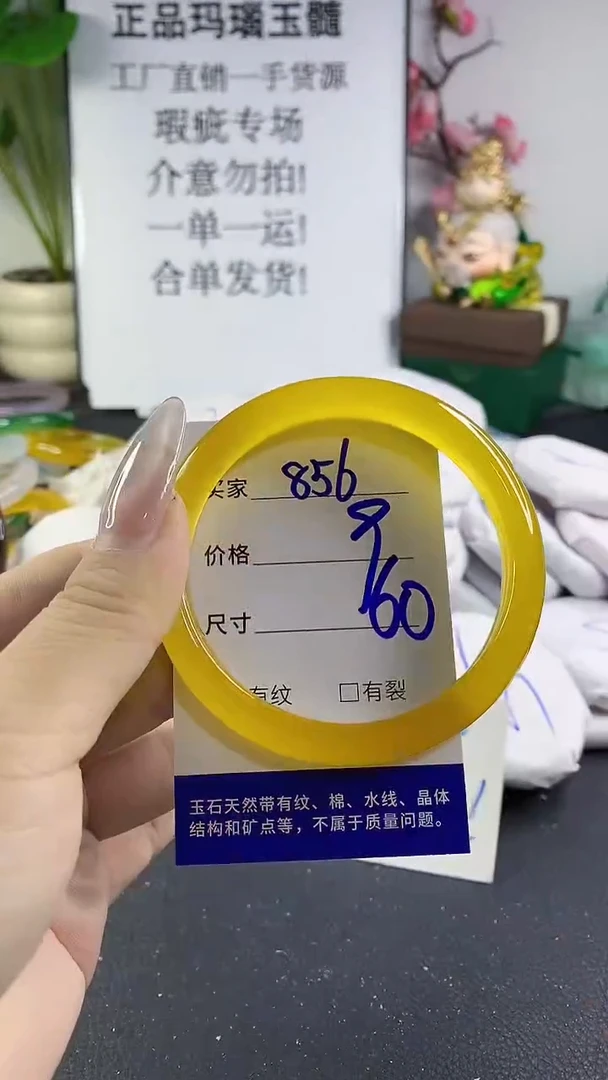 正品玛瑙玉髓
工厂直销一手货源
瑕疵专场
介意勿拍!
一单一运!
合单发货!
买家 856
价格 9
尺寸 60
有纹 □有裂
玉石天然带有纹、棉、水线、晶体
结构和矿点等，不属于质量问题。